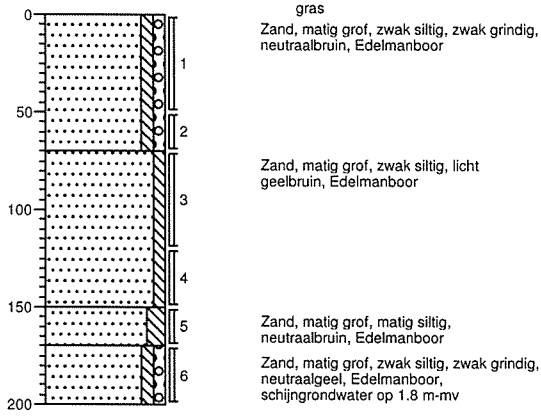 gras
0
Zand, matig grof, zwak siltig, zwak grindig,
neutraalbruin, Edelmanboor
1
50
2
Zand, matig grof, zwak siltig, licht
geelbruin, Edelmanboor
3
100
4
150
5
Zand, matig grof, matig siltig,
neutraalbruin, Edelmanboor
6
Zand, matig grof, zwak siltig, zwak grindig,
neutraalgeel, Edelmanboor,
schijngrondwater op 1.8 m-mv
200